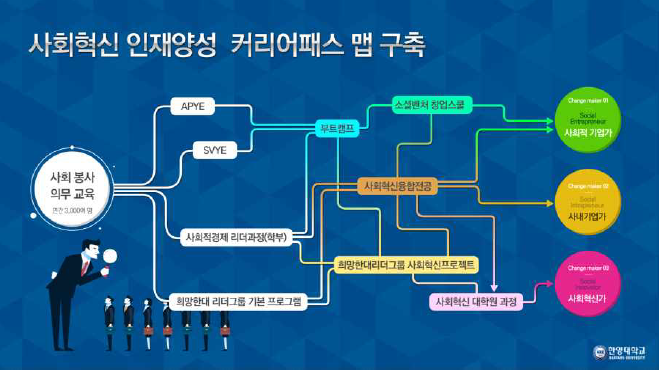 사회혁신 인재양성 커리어패스 맵 구축
APYE
SVYE
사회 봉사
의무 교육
연간 3,000여 명
사회적경제 리더과정(학부)
희망한대 리더그룹 기본 프로그램
부트캠프
소셜벤처 창업스쿨
사회혁신융합전공
희망한대리더그룹 사회혁신프로젝트
사회혁신 대학원 과정
Change maker 01
Social
Entrepreneur
사회적 기업가
Change maker 02
Social
Intrapreneur
사내기업가
Change maker 03
Social
Innovator
사회혁신가
한양대학교
HANYANG UNIVERSITY